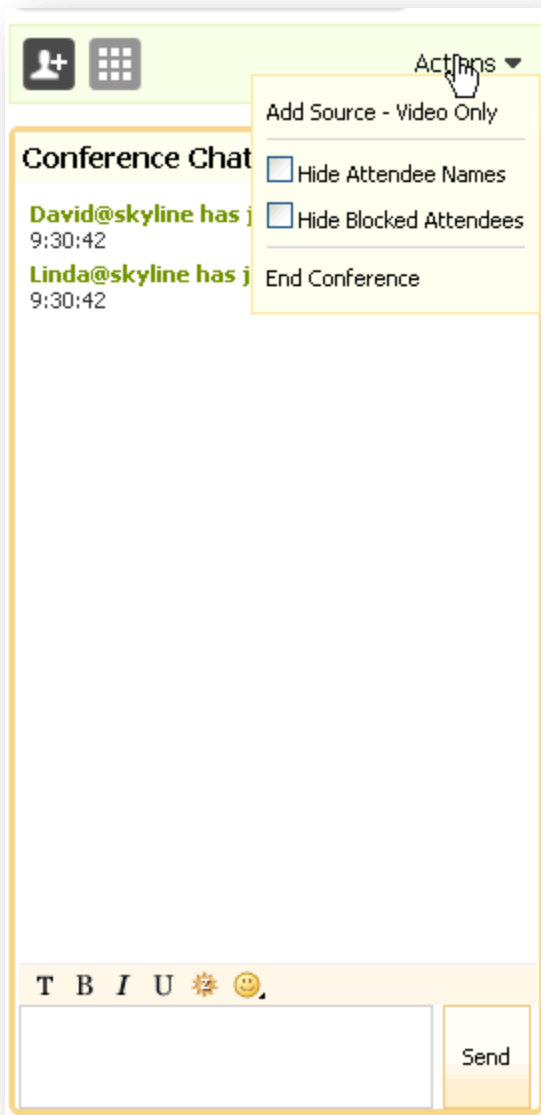 Actions
Add Source - Video Only
Conference Chat
Hide Attendee Names
David@skyline has j
Hide Blocked Attendees
9:30:42
Linda@skyline has j
End Conference
9:30:42
T B I U
Send